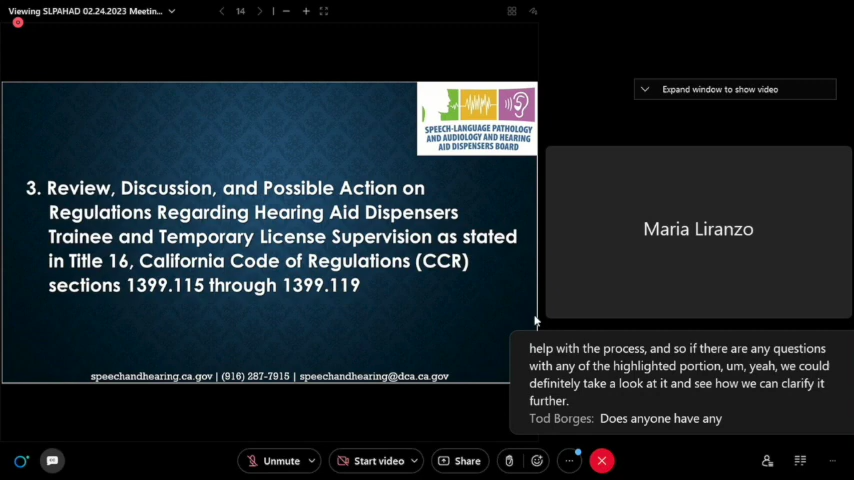 Viewing SLPAHAD 02.24.2023 Meetin...
14
SPEECH-LANGUAGE PATHOLOGY
AND AUDIOLOGY AND HEARING
AID DISPENSERS BOARD
3. Review, Discussion, and Possible Action on
Regulations Regarding Hearing Aid Dispensers
Trainee and Temporary License Supervision as stated
in Title 16, California Code of Regulations (CCR)
sections 1399.115 through 1399.119
speechandhearing.ca.gov | (916) 287-7915 | speechandhearing@dca.ca.gov
Expand window to show video
Maria Liranzo
help with the process, and so if there are any questions
with any of the highlighted portion, um, yeah, we could
definitely take a look at it and see how we can clarify it
further.
Tod Borges: Does anyone have any
Unmute
Start video
Share